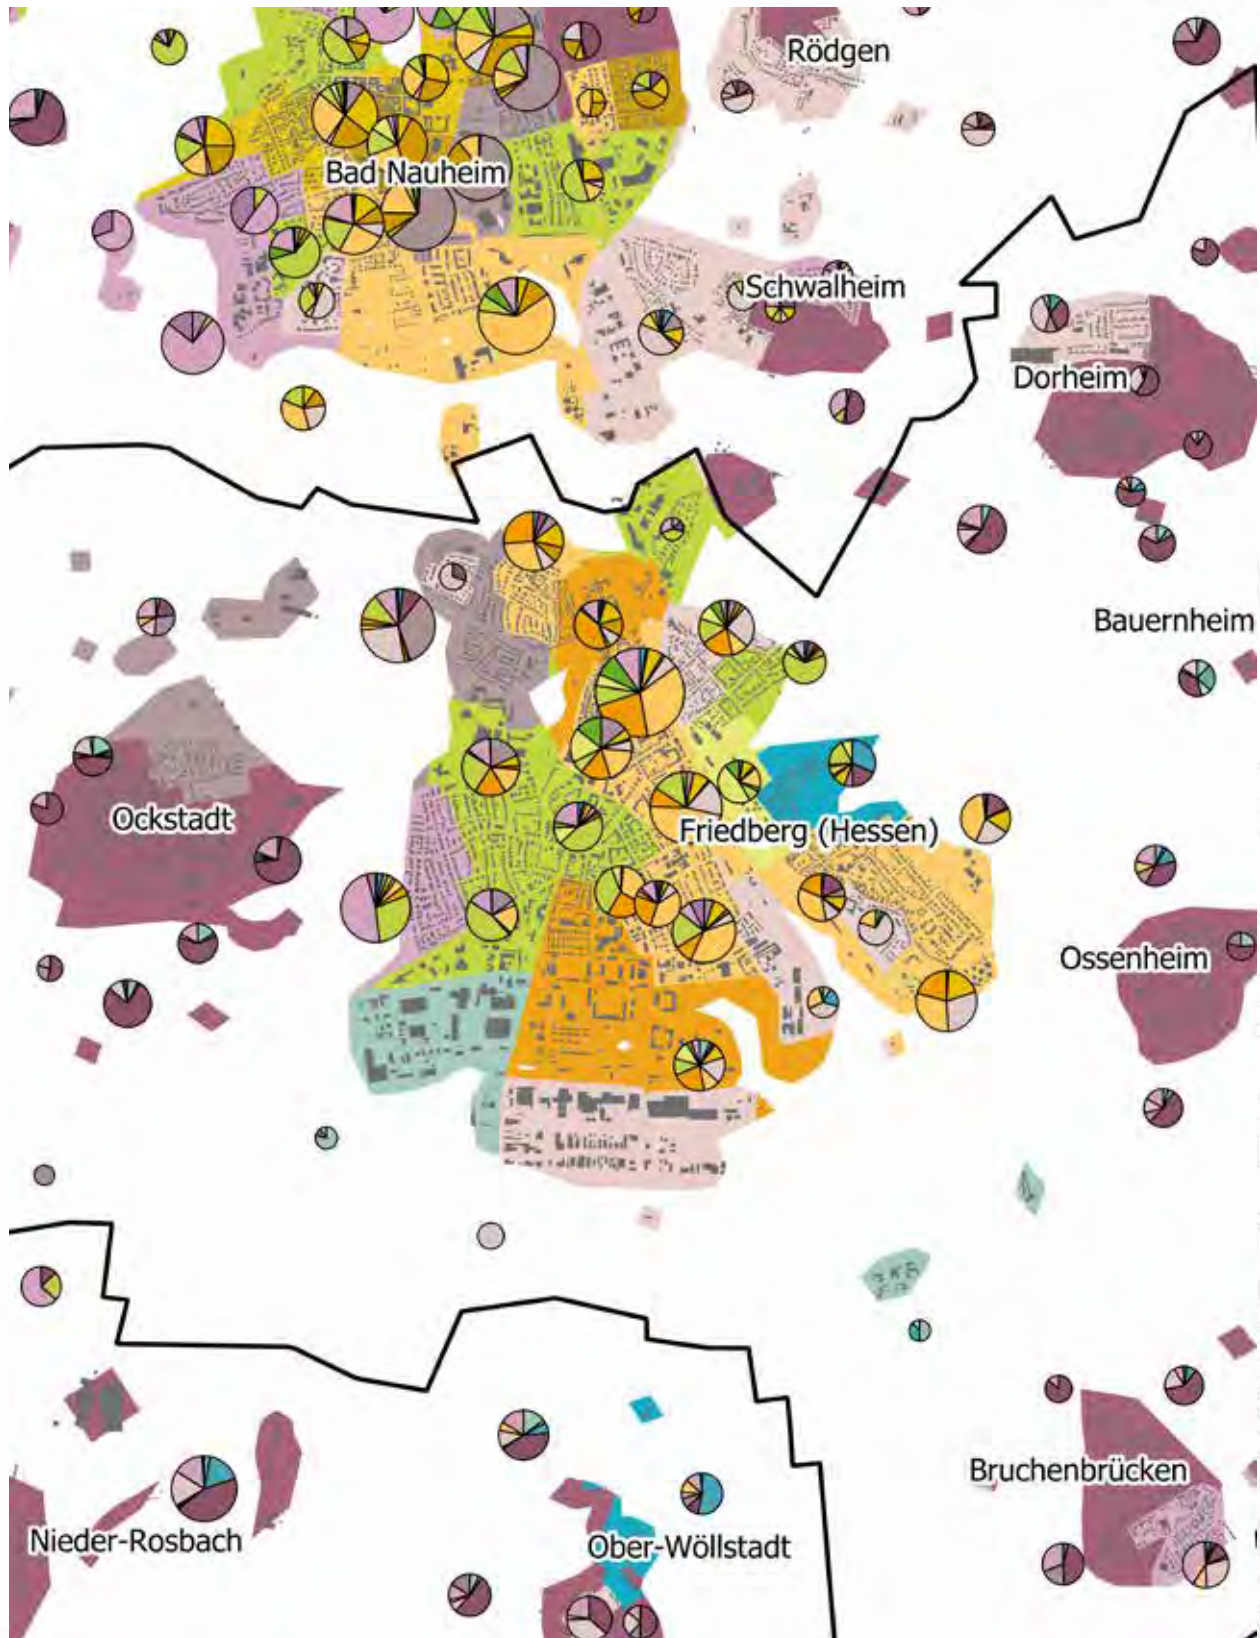 Rödgen
Bad Nauheim
Schwalheim
Dorheim
Bauernheim
Ockstadt
Friedberg (Hessen)
Ossenheim
Bruchenbrücken
Nieder-Rosbach
Ober-Wöllstadt